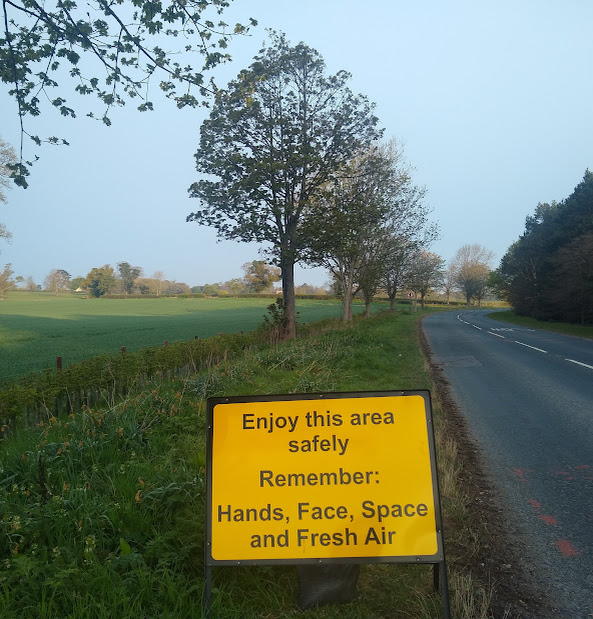 Enjoy this area
safely
Remember:
Hands, Face, Space
and Fresh Air